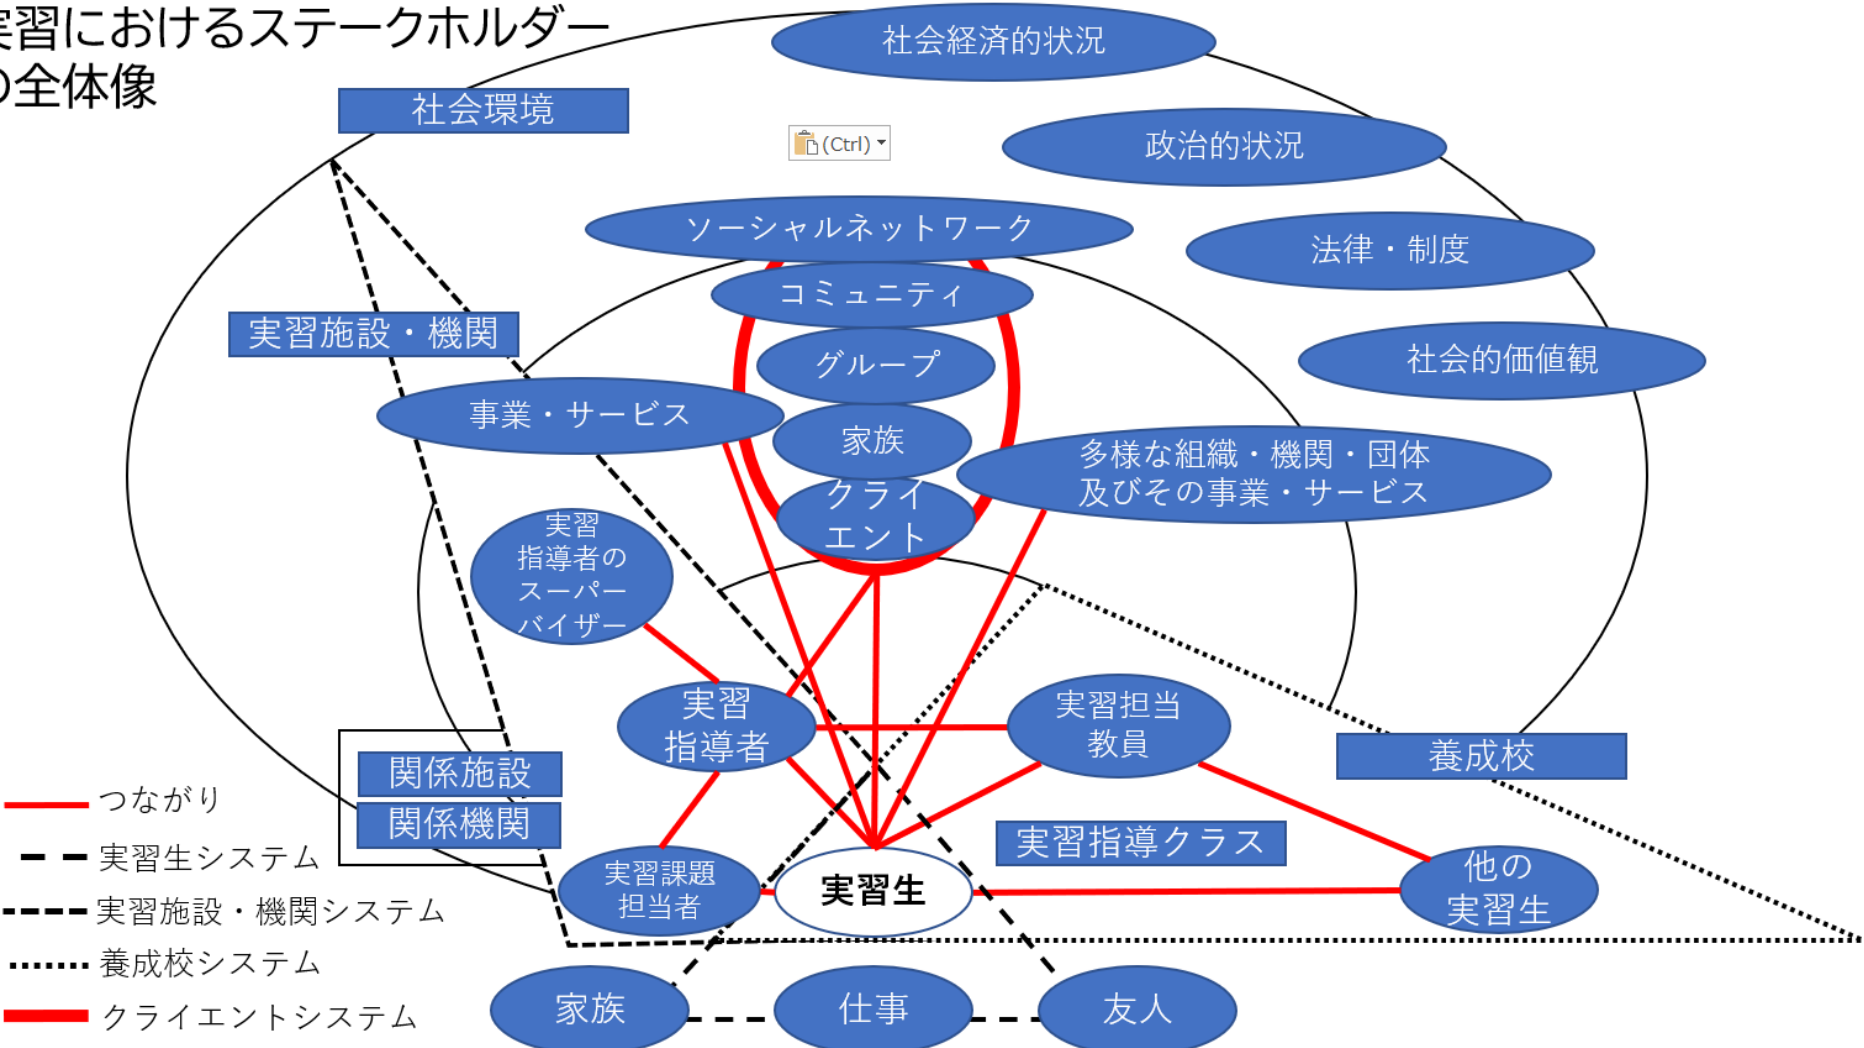 実習におけるステークホルダー
の全体像
社会経済的状況
社会環境
(Ctrl)
政治的状況
ソーシャルネットワーク
法律・制度
コミュニティ
実習施設・機関
グループ
社会的価値観
事業・サービス
家族
多様な組織・機関・団体
及びその事業・サービス
クライ
エント
実習
指導者の
スーパー
バイザー
実習
指導者
実習担当
教員
養成校
関係施設
関係機関
つながり
実習指導クラス
実習生システム
実習課題
担当者
実習生
他の
実習生
実習施設・機関システム
養成校システム
家族
仕事
友人
クライエントシステム